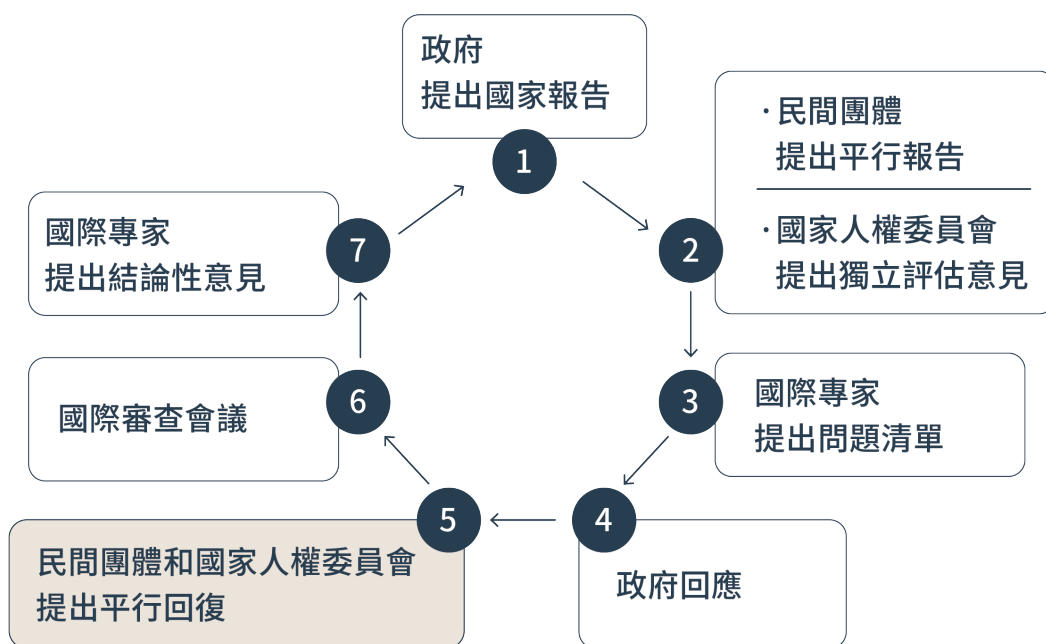 政府
提出國家報告
1
·民間團體
提出平行報告
·國家人權委員會
提出獨立評估意見
2
國際專家
提出問題清單
3
政府回應
4
民間團體和國家人權委員會
提出平行回復
5
國際審查會議
6
國際專家
提出結論性意見
7